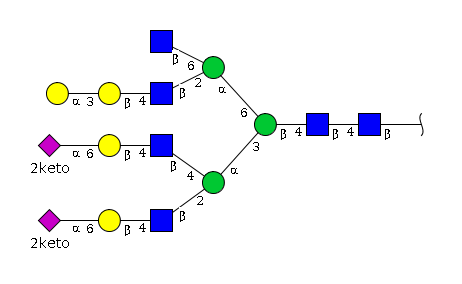 β 6
α 3 β 4 β 2 α
6
β 4 β 4 β
α 6 β 4 β 4 α 3
2keto
α 6 β 4 β 2
2keto